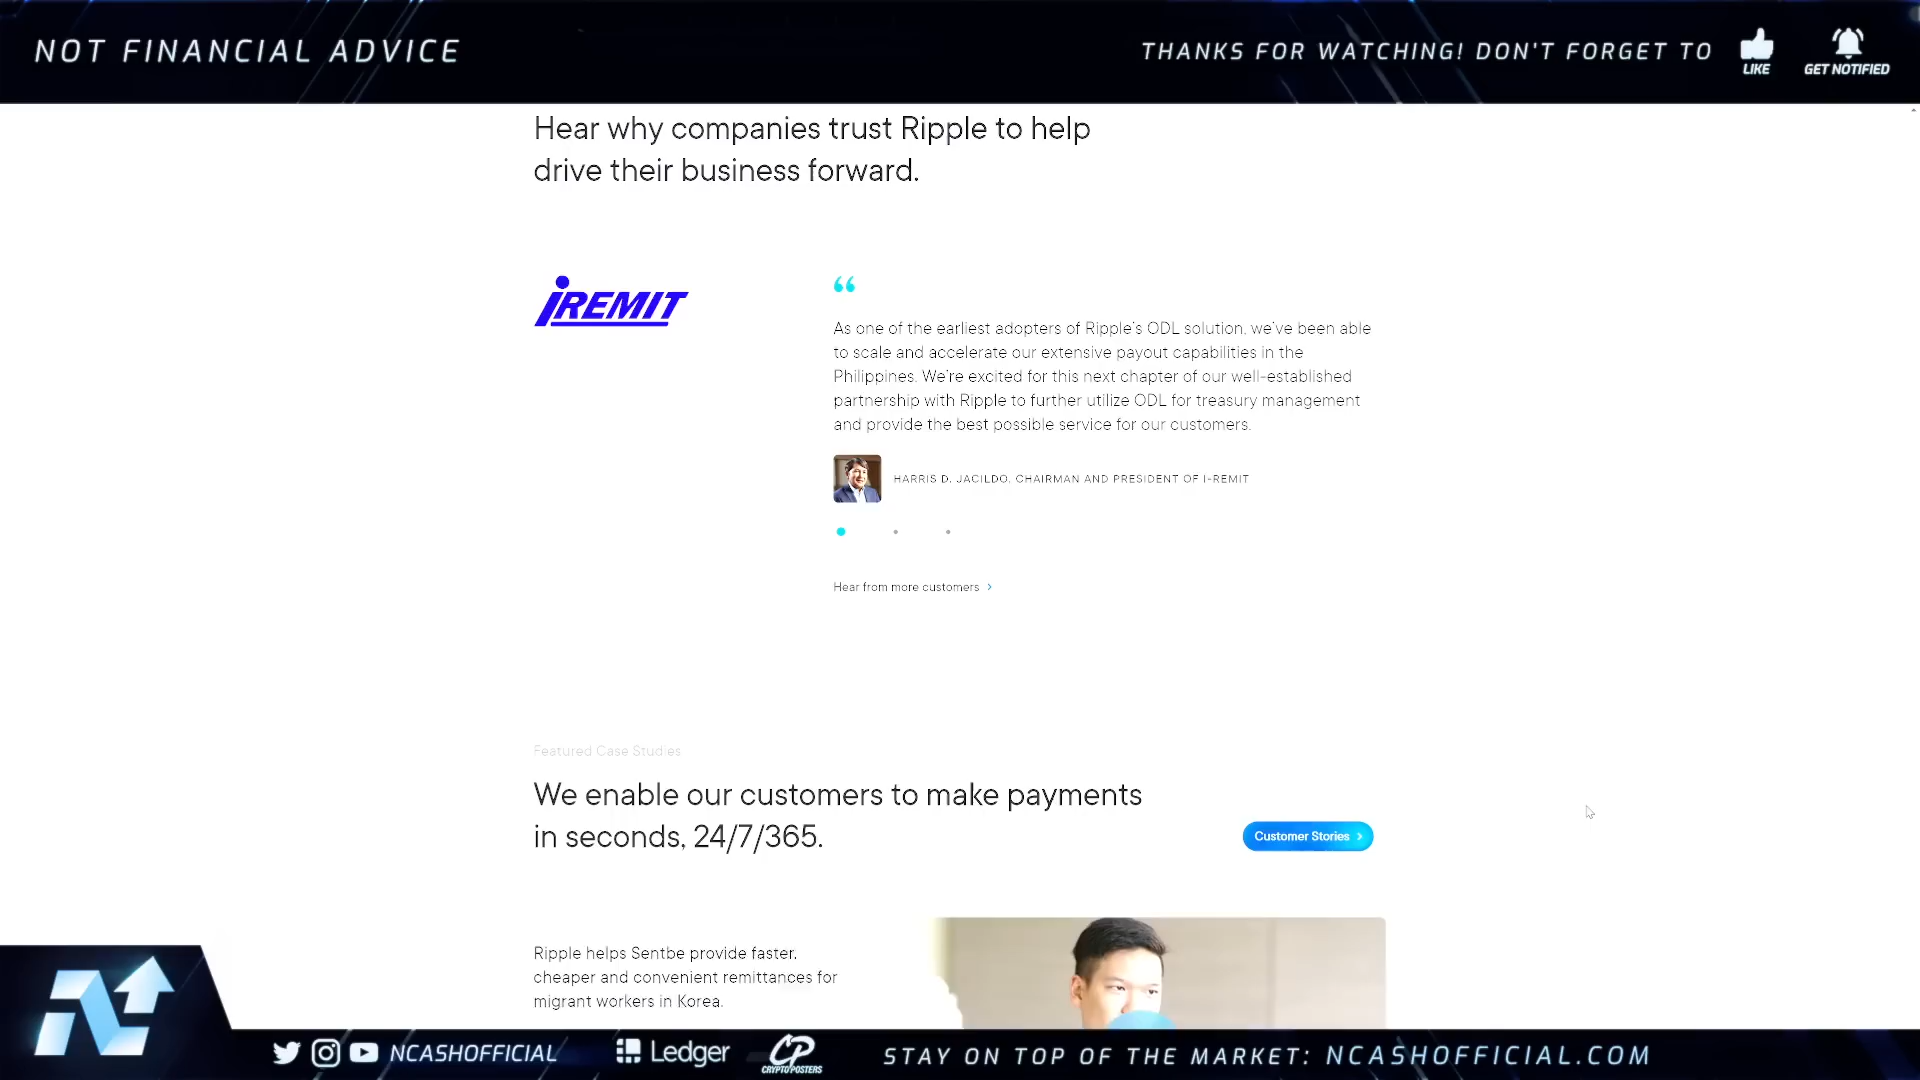 NOT FINANCIAL ADVICE
THANKS FOR WATCHING! DON'T FORGET TO
LIKE
GET NOTIFIED
Hear why companies trust Ripple to help
drive their business forward.
iREMIT
“
As one of the earliest adopters of Ripple's ODL solution, we've been able
to scale and accelerate our extensive payout capabilities in the
Philippines. We're excited for this next chapter of our well-established
partnership with Ripple to further utilize ODL for treasury management
and provide the best possible service for our customers.
HARRIS D. JACILDO, CHAIRMAN AND PRESIDENT OF I-REMIT
Hear from more customers >
Featured Case Studies
We enable our customers to make payments
in seconds, 24/7/365.
Customer Stories >
Ripple helps Sentbe provide faster,
cheaper and convenient remittances for
migrant workers in Korea.
N
NCASHOFFICIAL
Ledger
CP
CRYPTO POSTERS
STAY ON TOP OF THE MARKET: NCASHOFFICIAL.COM